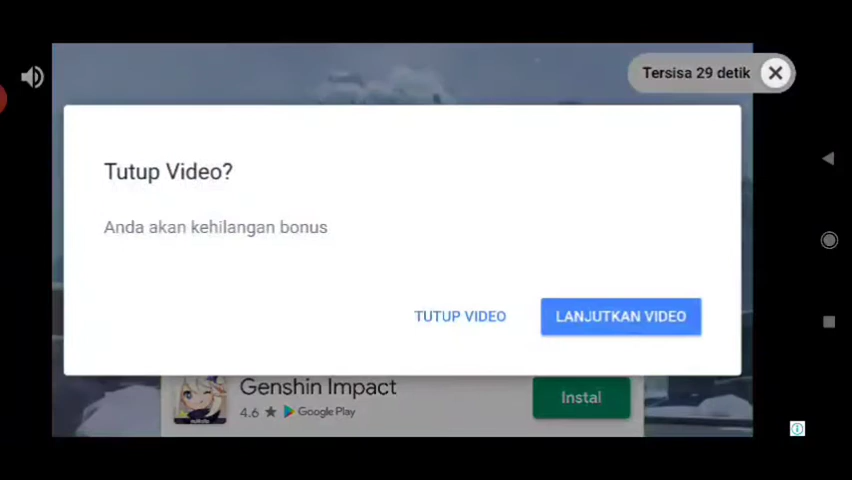 Tersisa 29 detik
Tutup Video?
Anda akan kehilangan bonus
TUTUP VIDEO
LANJUTKAN VIDEO
Genshin Impact
4.6 ★ Google Play
Instal